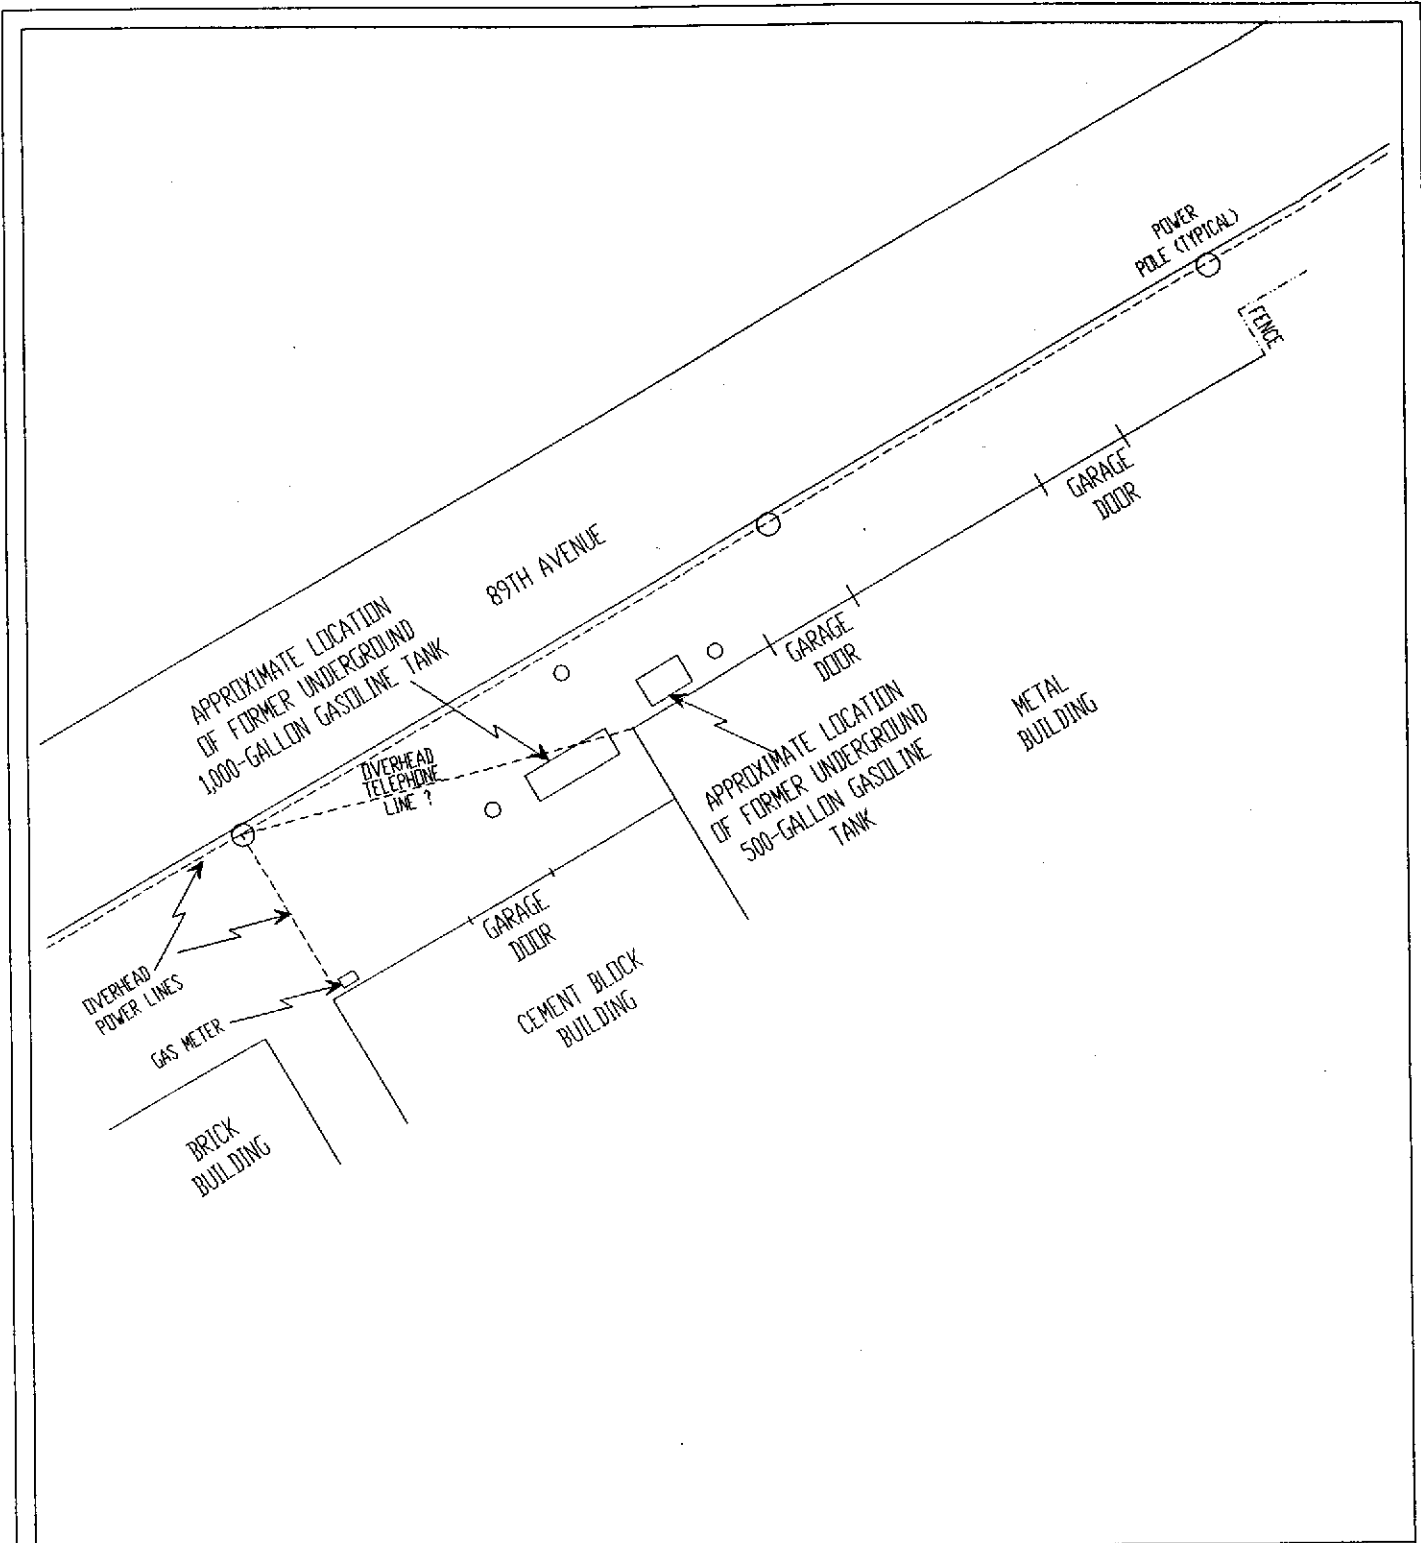 POWER
POLE (TYPICAL)
FENCE
GARAGE
DOOR
89TH AVENUE
APPROXIMATE LOCATION
OF FORMER UNDERGROUND
1,000-GALLON GASOLINE TANK
GARAGE
DOOR
METAL
BUILDING
APPROXIMATE LOCATION
OF FORMER UNDERGROUND
500-GALLON GASOLINE
TANK
OVERHEAD
TELEPHONE
LINE ?
GARAGE
DOOR
CEMENT BLOCK
BUILDING
OVERHEAD
POWER LINES
GAS METER
BRICK
BUILDING